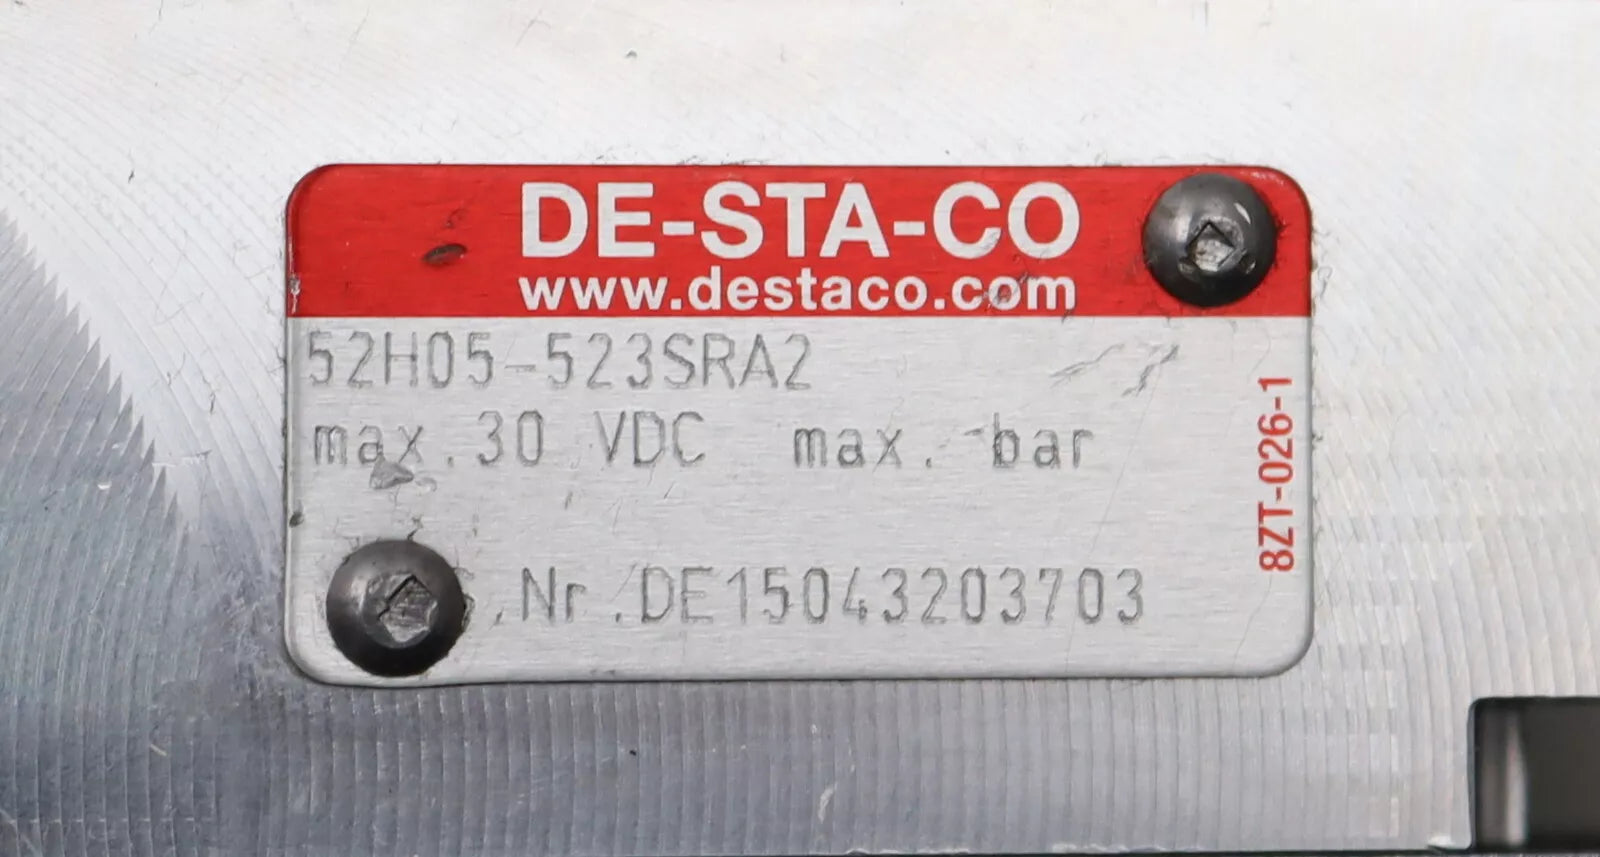 DE-STA-CO
www.destaco.com
52H05-523SRA2
max.30 VDC max. - bar
.Nr.DE15043203703
8ZT-026-1